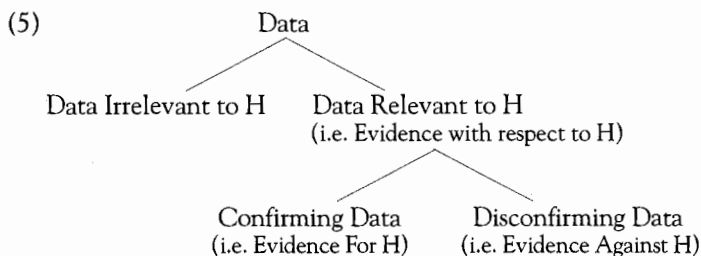 (5) Data
Data Irrelevant to H Data Relevant to H
(i.e. Evidence with respect to H)
Confirming Data Disconfirming Data
(i.e. Evidence For H) (i.e. Evidence Against H)